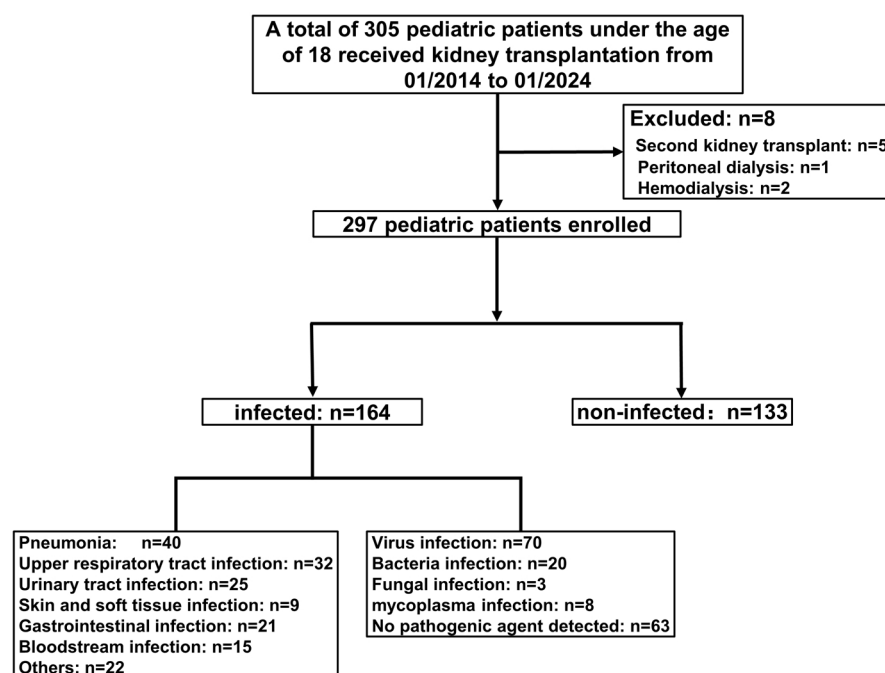 A total of 305 pediatric patients under the age
of 18 received kidney transplantation from
01/2014 to 01/2024
Excluded: n=8
Second kidney transplant: n=5
Peritoneal dialysis: n=1
Hemodialysis: n=2
297 pediatric patients enrolled
infected: n=164
non-infected：n=133
Pneumonia: n=40
Upper respiratory tract infection: n=32
Urinary tract infection: n=25
Skin and soft tissue infection: n=9
Gastrointestinal infection: n=21
Bloodstream infection: n=15
Others: n=22
Virus infection: n=70
Bacteria infection: n=20
Fungal infection: n=3
mycoplasma infection: n=8
No pathogenic agent detected: n=63